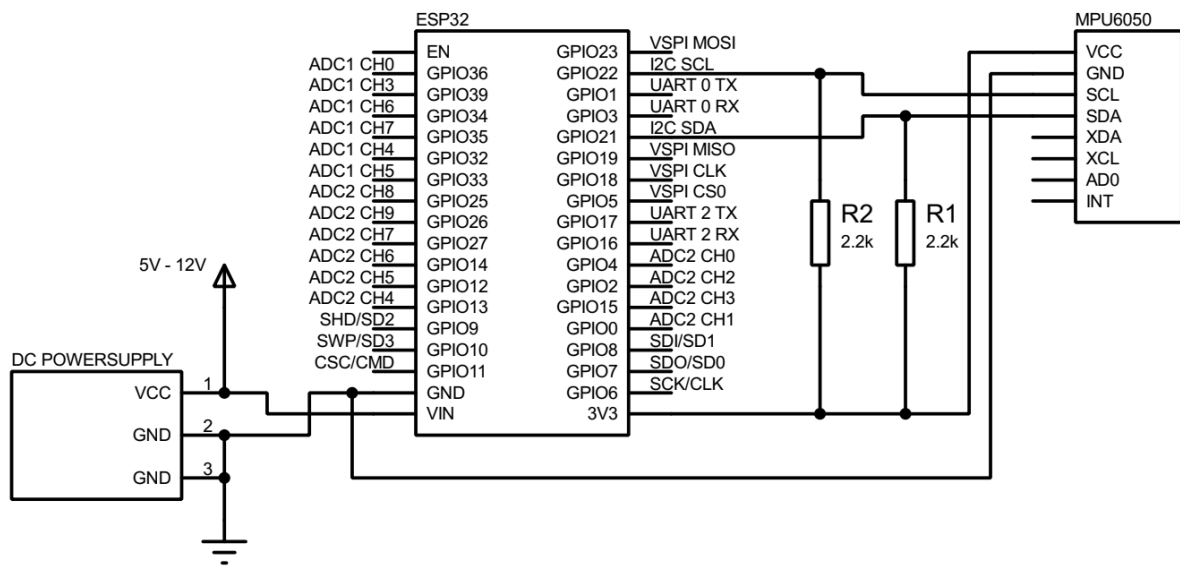 ESP32
MPU6050
EN
GPIO23
VSPI MOSI
VCC
ADC1 CH0
GPIO36
GPIO22
I2C SCL
GND
ADC1 CH3
GPIO39
GPIO1
UART 0 TX
SCL
ADC1 CH6
GPIO34
GPIO3
UART 0 RX
SDA
ADC1 CH7
GPIO35
GPIO21
I2C SDA
XDA
ADC1 CH4
GPIO32
GPIO19
VSPI MISO
XCL
ADC1 CH5
GPIO33
GPIO18
VSPI CLK
AD0
ADC2 CH8
GPIO25
GPIO5
VSPI CS0
INT
ADC2 CH9
GPIO26
GPIO17
UART 2 TX
R2
2.2k
R1
2.2k
ADC2 CH7
GPIO27
GPIO16
UART 2 RX
ADC2 CH6
GPIO14
GPIO4
ADC2 CH0
5V - 12V
ADC2 CH5
GPIO12
GPIO2
ADC2 CH2
ADC2 CH4
GPIO13
GPIO15
ADC2 CH3
SHD/SD2
GPIO9
GPIO0
ADC2 CH1
SWP/SD3
GPIO10
GPIO8
SDI/SD1
CSC/CMD
GPIO11
GPIO7
SDO/SD0
GND
GPIO6
SCK/CLK
VIN
3V3
DC POWERSUPPLY
VCC
1
GND
2
GND
3